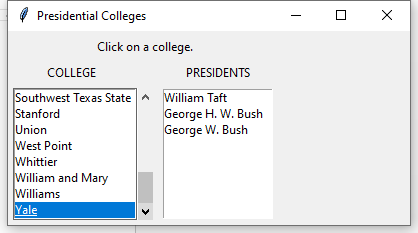 Presidential Colleges
Click on a college.
COLLEGE
PRESIDENTS
Southwest Texas State
Stanford
Union
West Point
Whittier
William and Mary
Williams
Yale
William Taft
George H. W. Bush
George W. Bush